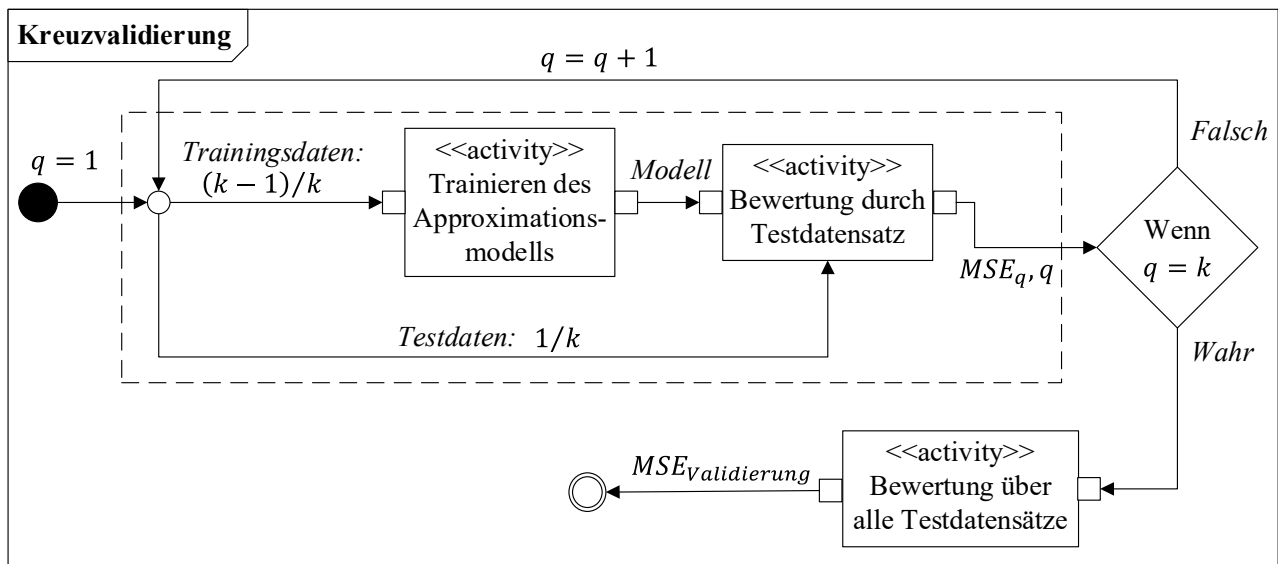 Kreuzvalidierung
q = q + 1
Falsch
q = 1
Trainingsdaten:
(k − 1)/k
<<activity>>
Trainieren des
Approximations-
modells
Modell
<<activity>>
Bewertung durch
Testdatensatz
MSE_q, q
Wenn
q = k
Testdaten: 1/k
Wahr
<<activity>>
Bewertung über
alle Testdatensätze
MSE_Validierung